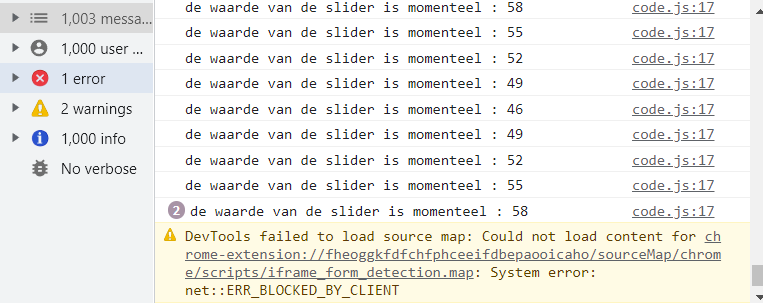 1,003 messa...
1,000 user ...
1 error
2 warnings
1,000 info
No verbose
de waarde van de slider is momenteel : 58 code.js:17
de waarde van de slider is momenteel : 55 code.js:17
de waarde van de slider is momenteel : 52 code.js:17
de waarde van de slider is momenteel : 49 code.js:17
de waarde van de slider is momenteel : 46 code.js:17
de waarde van de slider is momenteel : 49 code.js:17
de waarde van de slider is momenteel : 52 code.js:17
de waarde van de slider is momenteel : 55 code.js:17
2 de waarde van de slider is momenteel : 58 code.js:17
DevTools failed to load source map: Could not load content for ch
rome-extension://fheoggkfdfchfphceeifdbepaooicaho/sourceMap/chrom
e/scripts/iframe_form_detection.map: System error:
net::ERR_BLOCKED_BY_CLIENT